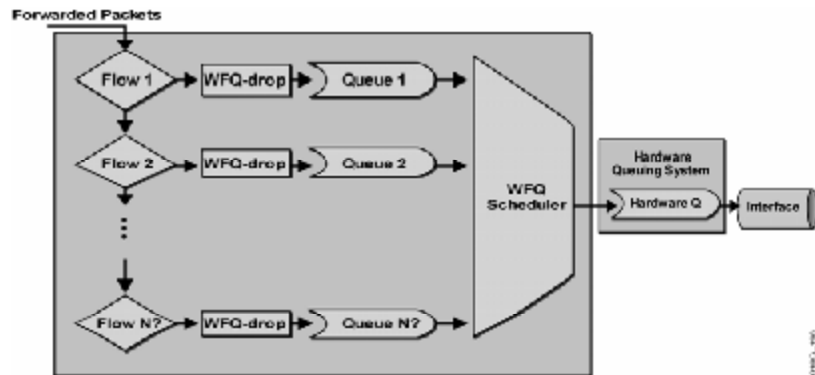 Forwarded Packets
Flow 1
WFQ-drop
Queue 1
Flow 2
WFQ-drop
Queue 2
WFQ
Scheduler
Hardware
Queuing System
Hardware Q
Interface
Flow N?
WFQ-drop
Queue N?